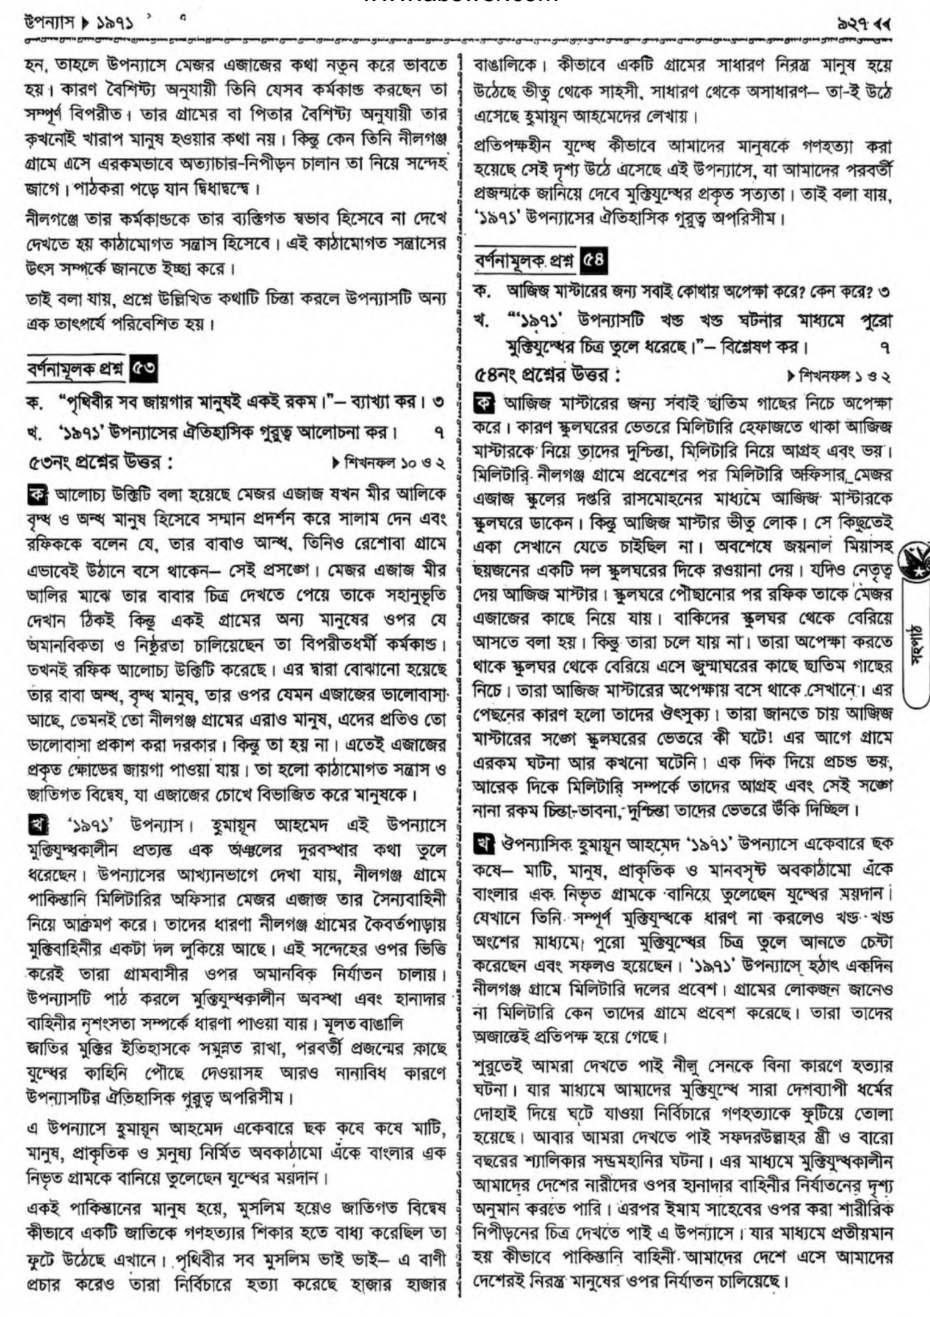 উপন্যাস ▶ ১৯৭১
৯২৭
হন, তাহলে উপন্যাসে মেজর এজাজের কথা নতুন করে ভাবতে
হয়। কারণ বৈশিষ্ট্য অনুযায়ী তিনি যেসব কর্মকাণ্ড করছেন তা
সম্পূর্ণ বিপরীত। তার গ্রামের বা পিতার বৈশিষ্ট্য অনুযায়ী তার
কখনোই খারাপ মানুষ হওয়ার কথা নয়। কিন্তু কেন তিনি নীলগঞ্জ
গ্রামে এসে এরকমভাবে অত্যাচার-নিপীড়ন চালান তা নিয়ে সন্দেহ
জাগে। পাঠকরা পড়ে যান দ্বিধাদ্বন্দ্বে।
নীলগঞ্জে তার কর্মকাণ্ডকে তার ব্যক্তিগত স্বভাব হিসেবে না দেখে
দেখতে হয় কাঠামোগত সন্ত্রাস হিসেবে। এই কাঠামোগত সন্ত্রাসের
উৎস সম্পর্কে জানতে ইচ্ছা করে।
তাই বলা যায়, প্রশ্নে উল্লিখিত কথাটি চিন্তা করলে উপন্যাসটি অন্য
এক তাৎপর্যে পরিবেশিত হয়।
বর্ণনামূলক প্রশ্ন ৫৩
ক. “পৃথিবীর সব জায়গার মানুষই একই রকম।”– ব্যাখ্যা কর। ৩
খ. ‘১৯৭১’ উপন্যাসের ঐতিহাসিক গুরুত্ব আলোচনা কর। ৭
৫৩নং প্রশ্নের উত্তর : ▶ শিখনফল ১০ ও ২
ক আলোচ্য উক্তিটি বলা হয়েছে মেজর এজাজ যখন মীর আলিকে
বৃদ্ধ ও অন্ধ মানুষ হিসেবে সম্মান প্রদর্শন করে সালাম দেন এবং
রফিককে বলেন যে, তার বাবাও আন্ধ, তিনিও রেশোবা গ্রামে
এভাবেই উঠানে বসে থাকেন– সেই প্রসঙ্গে। মেজর এজাজ মীর
আলির মাঝে তার বাবার চিত্র দেখতে পেয়ে তাকে সহানুভূতি
দেখান ঠিকই কিন্তু একই গ্রামের অন্য মানুষের ওপর যে
অমানবিকতা ও নিষ্ঠুরতা চালিয়েছেন তা বিপরীতধর্মী কর্মকাণ্ড।
তখনই রফিক আলোচ্য উক্তিটি করেছে। এর দ্বারা বোঝানো হয়েছে
তার বাবা অন্ধ, বৃদ্ধ মানুষ, তার ওপর যেমন এজাজের ভালোবাসা
আছে, তেমনই তো নীলগঞ্জ গ্রামের এরাও মানুষ, এদের প্রতিও তো
ভালোবাসা প্রকাশ করা দরকার। কিন্তু তা হয় না। এতেই এজাজের
প্রকৃত ক্ষোভের জায়গা পাওয়া যায়। তা হলো কাঠামোগত সন্ত্রাস ও
জাতিগত বিদ্বেষ, যা এজাজের চোখে বিভাজিত করে মানুষকে।
খ ‘১৯৭১’ উপন্যাস। হুমায়ূন আহমেদ এই উপন্যাসে
মুক্তিযুদ্ধকালীন প্রত্যন্ত এক অঞ্চলের দুরবস্থার কথা তুলে
ধরেছেন। উপন্যাসের আখ্যানভাগে দেখা যায়, নীলগঞ্জ গ্রামে
পাকিস্তানি মিলিটারির অফিসার মেজর এজাজ তার সৈন্যবাহিনী
নিয়ে আক্রমণ করে। তাদের ধারণা নীলগঞ্জ গ্রামের কৈবর্তপাড়ায়
মুক্তিবাহিনীর একটা দল লুকিয়ে আছে। এই সন্দেহের ওপর ভিত্তি
করেই তারা গ্রামবাসীর ওপর অমানবিক নির্যাতন চালায়।
উপন্যাসটি পাঠ করলে মুক্তিযুদ্ধকালীন অবস্থা এবং হানাদার
বাহিনীর নৃশংসতা সম্পর্কে ধারণা পাওয়া যায়। মূলত বাঙালি
জাতির মুক্তির ইতিহাসকে সমুন্নত রাখা, পরবর্তী প্রজন্মের কাছে
যুদ্ধের কাহিনি পৌছে দেওয়াসহ আরও নানাবিধ কারণে
উপন্যাসটির ঐতিহাসিক গুরুত্ব অপরিসীম।
এ উপন্যাসে হুমায়ূন আহমেদ একেবারে ছক কষে কষে মাটি,
মানুষ, প্রাকৃতিক ও মনুষ্য নির্মিত অবকাঠামো এঁকে বাংলার এক
নিভৃত গ্রামকে বানিয়ে তুলেছেন যুদ্ধের ময়দান।
একই পাকিস্তানের মানুষ হয়ে, মুসলিম হয়েও জাতিগত বিদ্বেষ
কীভাবে একটি জাতিকে গণহত্যার শিকার হতে বাধ্য করেছিল তা
ফুটে উঠেছে এখানে। পৃথিবীর সব মুসলিম ভাই ভাই– এ বাণী
প্রচার করেও তারা নির্বিচারে হত্যা করেছে হাজার হাজার
বাঙালিকে। কীভাবে একটি গ্রামের সাধারণ নিরস্ত্র মানুষ হয়ে
উঠেছে ভীতু থেকে সাহসী, সাধারণ থেকে অসাধারণ– তা-ই উঠে
এসেছে হুমায়ূন আহমেদের লেখায়।
প্রতিপক্ষহীন যুদ্ধে কীভাবে আমাদের মানুষকে গণহত্যা করা
হয়েছে সেই দৃশ্য উঠে এসেছে এই উপন্যাসে, যা আমাদের পরবর্তী
প্রজন্মকে জানিয়ে দেবে মুক্তিযুদ্ধের প্রকৃত সত্যতা। তাই বলা যায়,
‘১৯৭১’ উপন্যাসের ঐতিহাসিক গুরুত্ব অপরিসীম।
বর্ণনামূলক প্রশ্ন ৫৪
ক. আজিজ মাস্টারের জন্য সবাই কোথায় অপেক্ষা করে? কেন করে? ৩
খ. “‘১৯৭১’ উপন্যাসটি খণ্ড খণ্ড ঘটনার মাধ্যমে পুরো
মুক্তিযুদ্ধের চিত্র তুলে ধরেছে।”– বিশ্লেষণ কর। ৭
৫৪নং প্রশ্নের উত্তর : ▶ শিখনফল ১ ও ২
ক আজিজ মাস্টারের জন্য সবাই ছাতিম গাছের নিচে অপেক্ষা
করে। কারণ স্কুলঘরের ভেতরে মিলিটারি হেফাজতে থাকা আজিজ
মাস্টারকে নিয়ে তাদের দুশ্চিন্তা, মিলিটারি নিয়ে আগ্রহ এবং ভয়।
মিলিটারি নীলগঞ্জ গ্রামে প্রবেশের পর মিলিটারি অফিসার মেজর
এজাজ স্কুলের দপ্তরি রাসমোহনের মাধ্যমে আজিজ মাস্টারকে
স্কুলঘরে ডাকেন। কিন্তু আজিজ মাস্টার ভীতু লোক। সে কিছুতেই
একা সেখানে যেতে চাইছিল না। অবশেষে জয়নাল মিয়াসহ
ছয়জনের একটি দল স্কুলঘরের দিকে রওয়ানা দেয়। যদিও নেতৃত্ব
দেয় আজিজ মাস্টার। স্কুলঘরে পৌঁছানোর পর রফিক তাকে মেজর
এজাজের কাছে নিয়ে যায়। বাকিদের স্কুলঘর থেকে বেরিয়ে
আসতে বলা হয়। কিন্তু তারা চলে যায় না। তারা অপেক্ষা করতে
থাকে স্কুলঘর থেকে বেরিয়ে এসে জুম্মাঘরের কাছে ছাতিম গাছের
নিচে। তারা আজিজ মাস্টারের অপেক্ষায় বসে থাকে সেখানে। এর
পেছনের কারণ হলো তাদের ঔৎসুক্য। তারা জানতে চায় আজিজ
মাস্টারের সঙ্গে স্কুলঘরের ভেতরে কী ঘটে! এর আগে গ্রামে
এরকম ঘটনা আর কখনো ঘটেনি। এক দিক দিয়ে প্রচণ্ড ভয়,
আরেক দিকে মিলিটারি সম্পর্কে তাদের আগ্রহ এবং সেই সঙ্গে
নানা রকম চিন্তা-ভাবনা, দুশ্চিন্তা তাদের ভেতরে উঁকি দিচ্ছিল।
খ ঔপন্যাসিক হুমায়ূন আহমেদ ‘১৯৭১’ উপন্যাসে একেবারে ছক
কষে– মাটি, মানুষ, প্রাকৃতিক ও মানবসৃষ্ট অবকাঠামো এঁকে
বাংলার এক নিভৃত গ্রামকে বানিয়ে তুলেছেন যুদ্ধের ময়দান।
যেখানে তিনি সম্পূর্ণ মুক্তিযুদ্ধকে ধারণ না করলেও খণ্ড খণ্ড
অংশের মাধ্যমে পুরো মুক্তিযুদ্ধের চিত্র তুলে আনতে চেষ্টা
করেছেন এবং সফলও হয়েছেন। ‘১৯৭১’ উপন্যাসে হঠাৎ একদিন
নীলগঞ্জ গ্রামে মিলিটারি দলের প্রবেশ। গ্রামের লোকজন জানেও
না মিলিটারি কেন তাদের গ্রামে প্রবেশ করেছে। তারা তাদের
অজান্তেই প্রতিপক্ষ হয়ে গেছে।
শুরুতেই আমরা দেখতে পাই নীলু সেনকে বিনা কারণে হত্যার
ঘটনা। যার মাধ্যমে আমাদের মুক্তিযুদ্ধে সারা দেশব্যাপী ধর্মের
দোহাই দিয়ে ঘটে যাওয়া নির্বিচারে গণহত্যাকে ফুটিয়ে তোলা
হয়েছে। আবার আমরা দেখতে পাই সফদরউল্লাহর স্ত্রী ও বারো
বছরের শ্যালিকার সম্ভ্রমহানির ঘটনা। এর মাধ্যমে মুক্তিযুদ্ধকালীন
আমাদের দেশের নারীদের ওপর হানাদার বাহিনীর নির্যাতনের দৃশ্য
অনুমান করতে পারি। এরপর ইমাম সাহেবের ওপর করা শারীরিক
নিপীড়নের চিত্র দেখতে পাই এ উপন্যাসে। যার মাধ্যমে প্রতীয়মান
হয় কীভাবে পাকিস্তানি বাহিনী আমাদের দেশে এসে আমাদের
দেশেরই নিরস্ত্র মানুষের ওপর নির্যাতন চালিয়েছে।
সহপাঠ